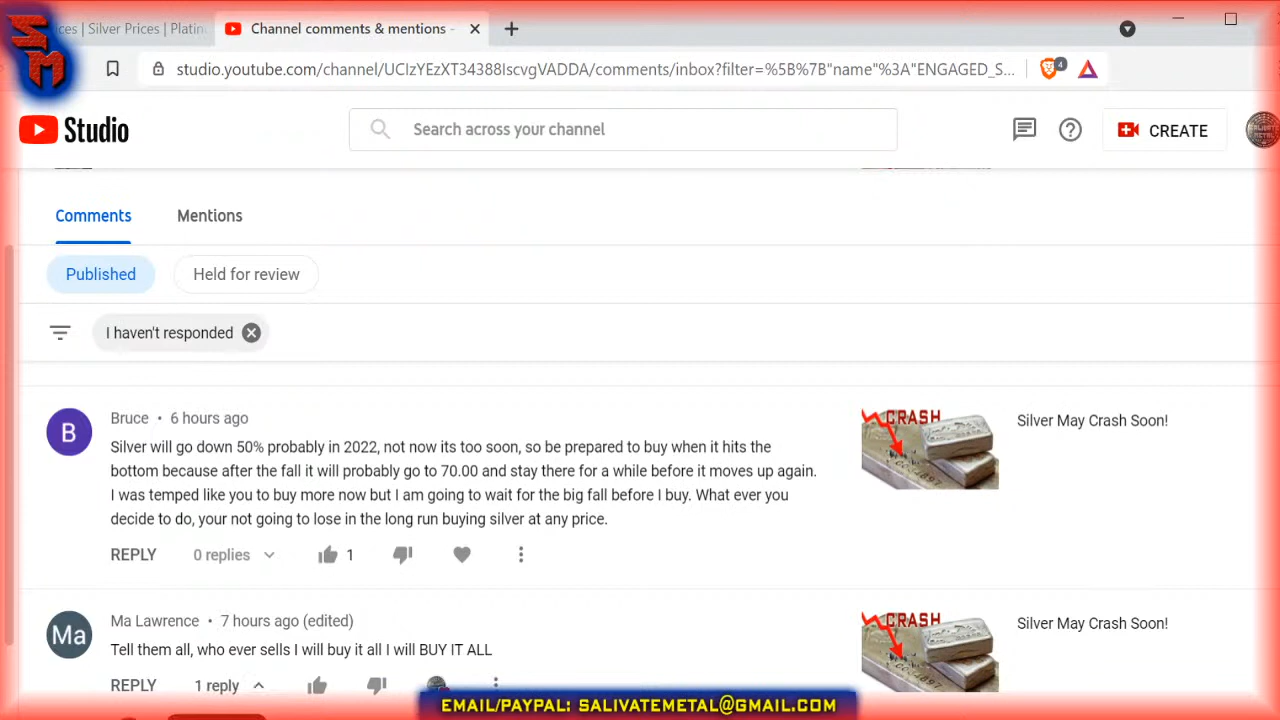 SM
ces | Silver Prices | Platin
Channel comments & mentions -
studio.youtube.com/channel/UCIzYEzXT34388IscvgVADDA/comments/inbox?filter=%5B%7B"name"%3A"ENGAGED_S...
4
Studio
Search across your channel
CREATE
Comments
Mentions
Published
Held for review
I haven't responded
B
Bruce • 6 hours ago
Silver will go down 50% probably in 2022, not now its too soon, so be prepared to buy when it hits the
bottom because after the fall it will probably go to 70.00 and stay there for a while before it moves up again.
I was temped like you to buy more now but I am going to wait for the big fall before I buy. What ever you
decide to do, your not going to lose in the long run buying silver at any price.
REPLY 0 replies 1
CRASH
Silver May Crash Soon!
Ma
Ma Lawrence • 7 hours ago (edited)
Tell them all, who ever sells I will buy it all I will BUY IT ALL
REPLY 1 reply
CRASH
Silver May Crash Soon!
EMAIL/PAYPAL: SALIVATEMETAL@GMAIL.COM